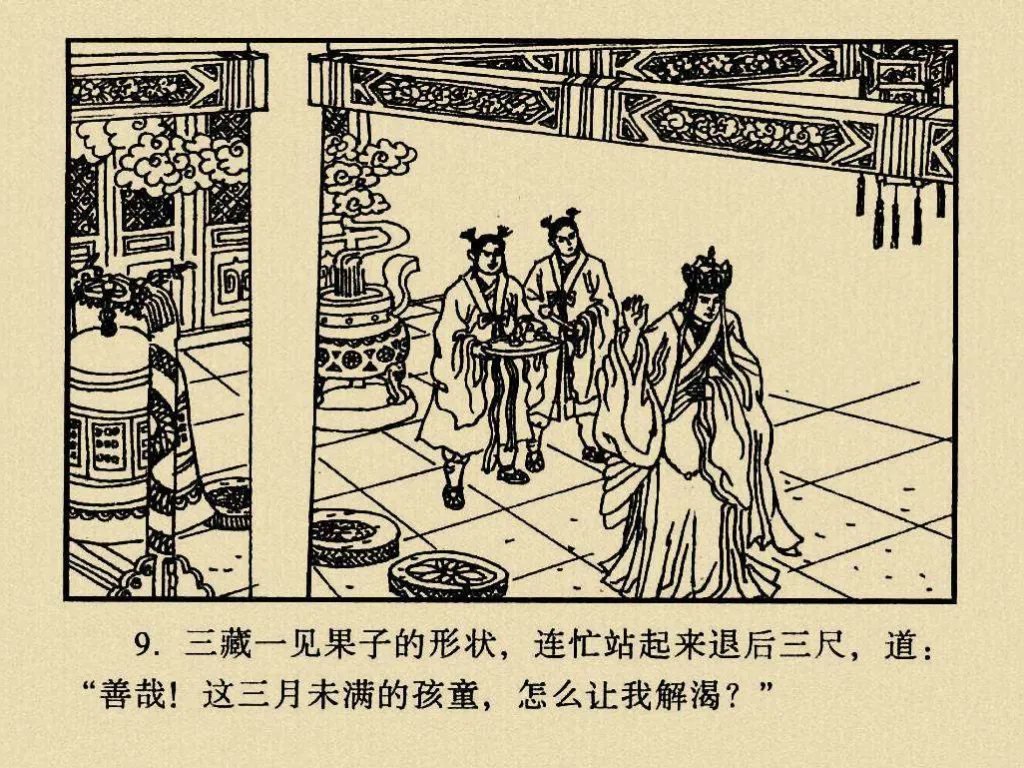 9. 三藏一见果子的形状，连忙站起来退后三尺，道：
“善哉！这三月未满的孩童，怎么让我解渴？”